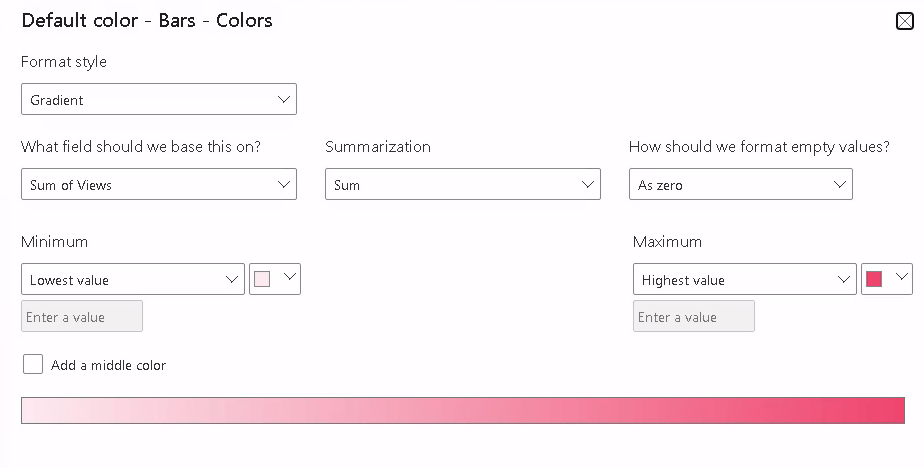 Default color - Bars - Colors
Format style
Gradient
What field should we base this on? Summarization How should we format empty values?
Sum of Views Sum As zero
Minimum Maximum
Lowest value Highest value
Enter a value Enter a value
Add a middle color